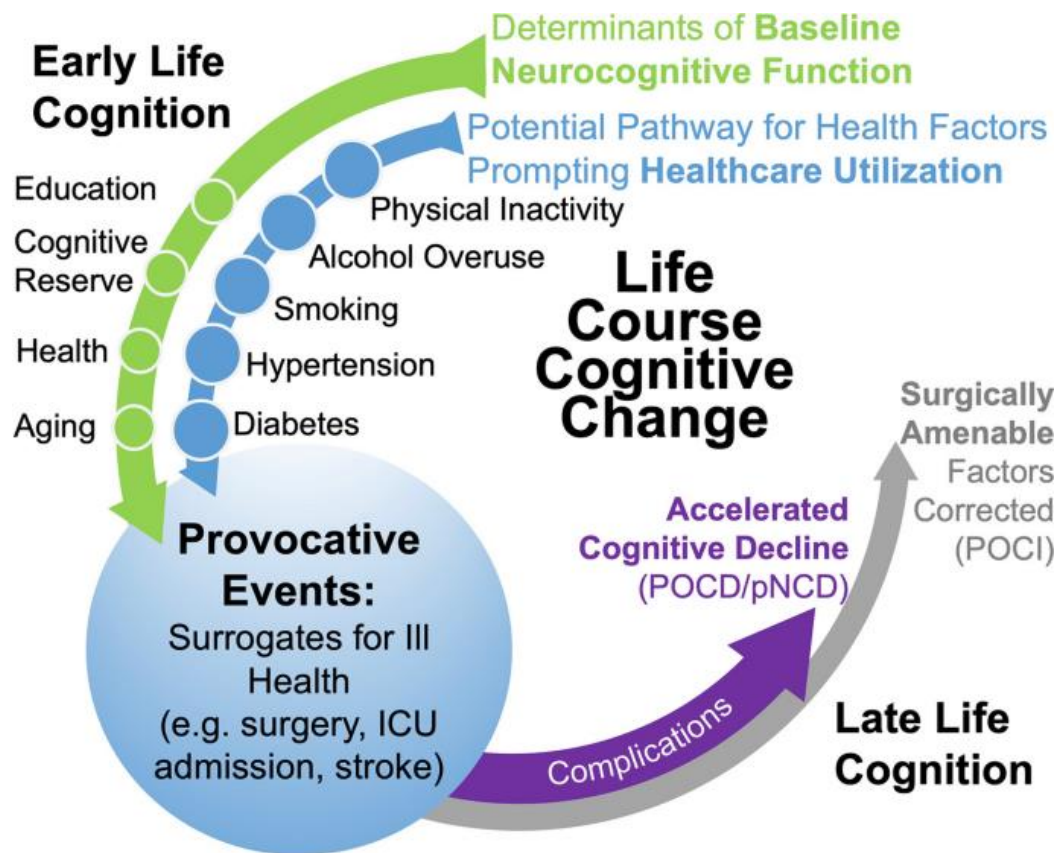 Early Life
Cognition
Determinants of Baseline
Neurocognitive Function
Potential Pathway for Health Factors
Prompting Healthcare Utilization
Education
Cognitive
Reserve
Health
Aging
Physical Inactivity
Alcohol Overuse
Smoking
Hypertension
Diabetes
Life
Course
Cognitive
Change
Provocative
Events:
Surrogates for Ill
Health
(e.g. surgery, ICU
admission, stroke)
Complications
Accelerated
Cognitive Decline
(POCD/pNCD)
Surgically
Amenable
Factors
Corrected
(POCI)
Late Life
Cognition